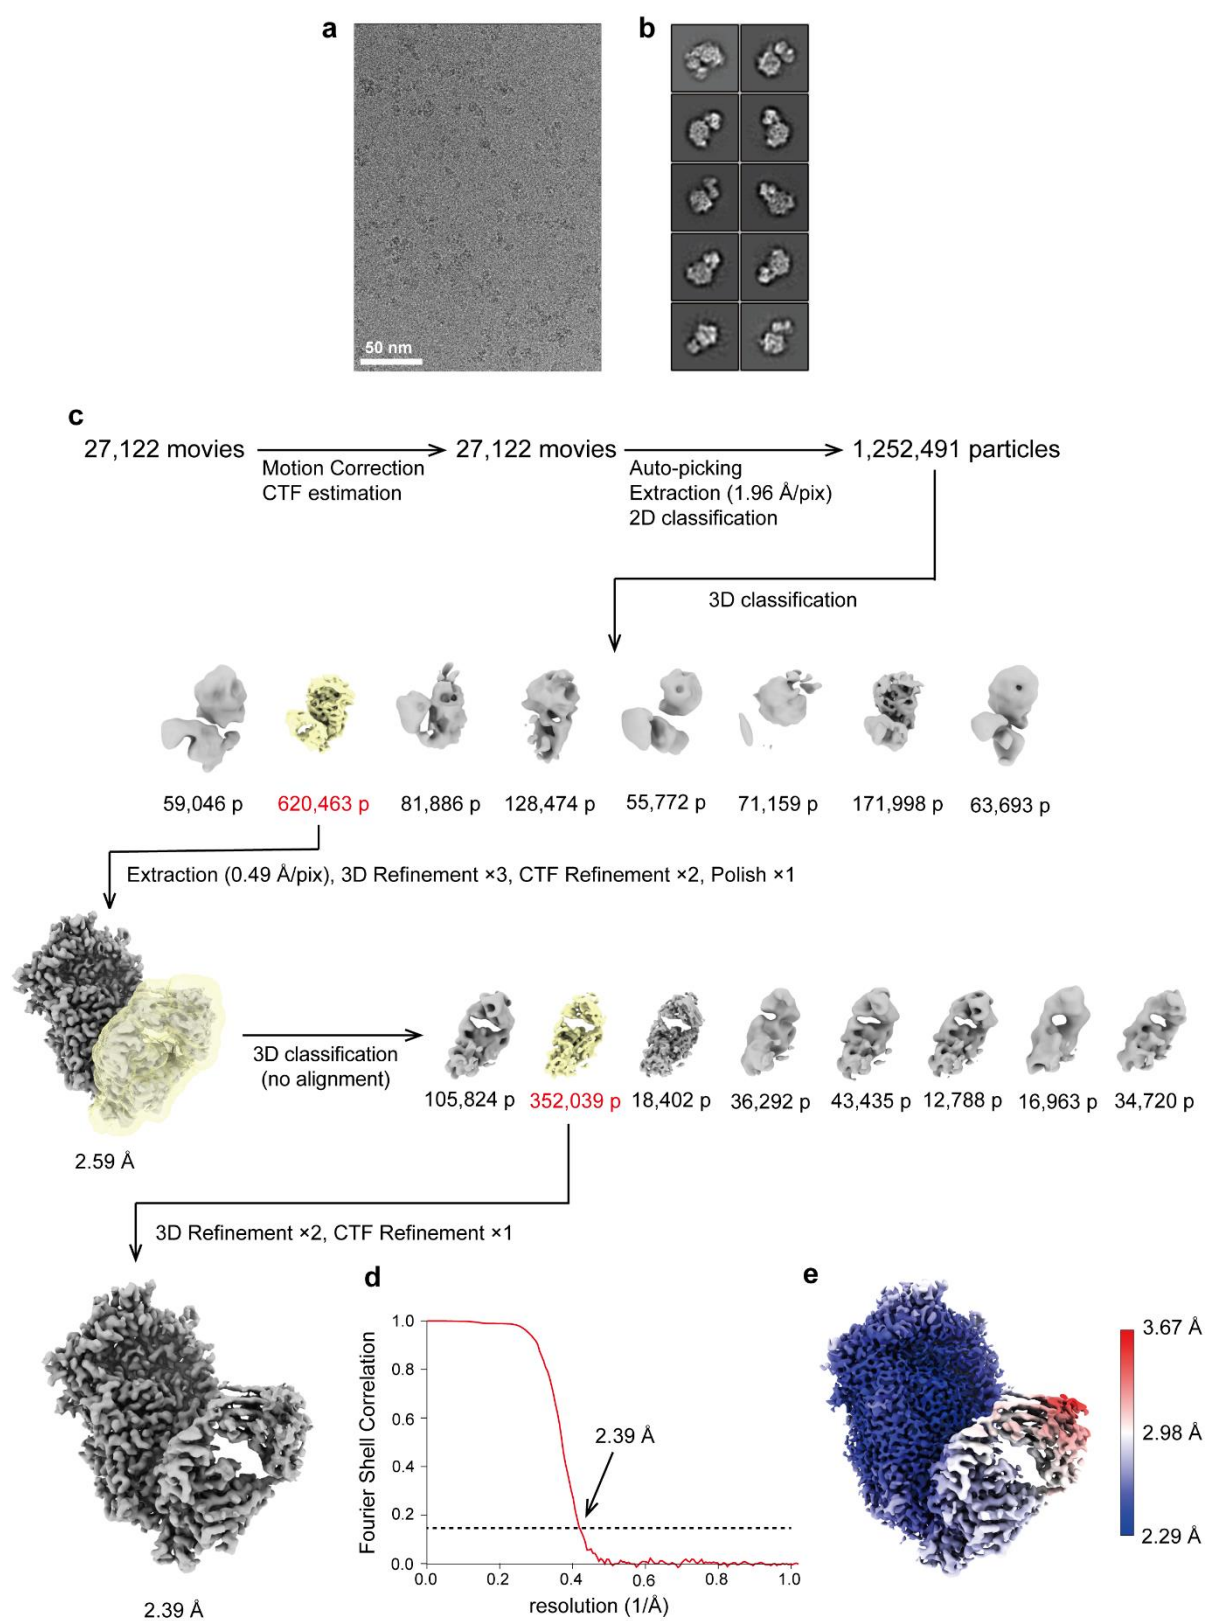 a
b
50 nm
c
27,122 movies
Motion Correction
CTF estimation
27,122 movies
Auto-picking
Extraction (1.96 Å/pix)
2D classification
1,252,491 particles
3D classification
59,046 p
620,463 p
81,886 p
128,474 p
55,772 p
71,159 p
171,998 p
63,693 p
Extraction (0.49 Å/pix), 3D Refinement ×3, CTF Refinement ×2, Polish ×1
2.59 Å
3D classification
(no alignment)
105,824 p
352,039 p
18,402 p
36,292 p
43,435 p
12,788 p
16,963 p
34,720 p
3D Refinement ×2, CTF Refinement ×1
2.39 Å
d
Fourier Shell Correlation
1.0
0.8
0.6
0.4
0.2
0.0
0.0
0.2
0.4
0.6
0.8
1.0
resolution (1/Å)
2.39 Å
e
3.67 Å
2.98 Å
2.29 Å